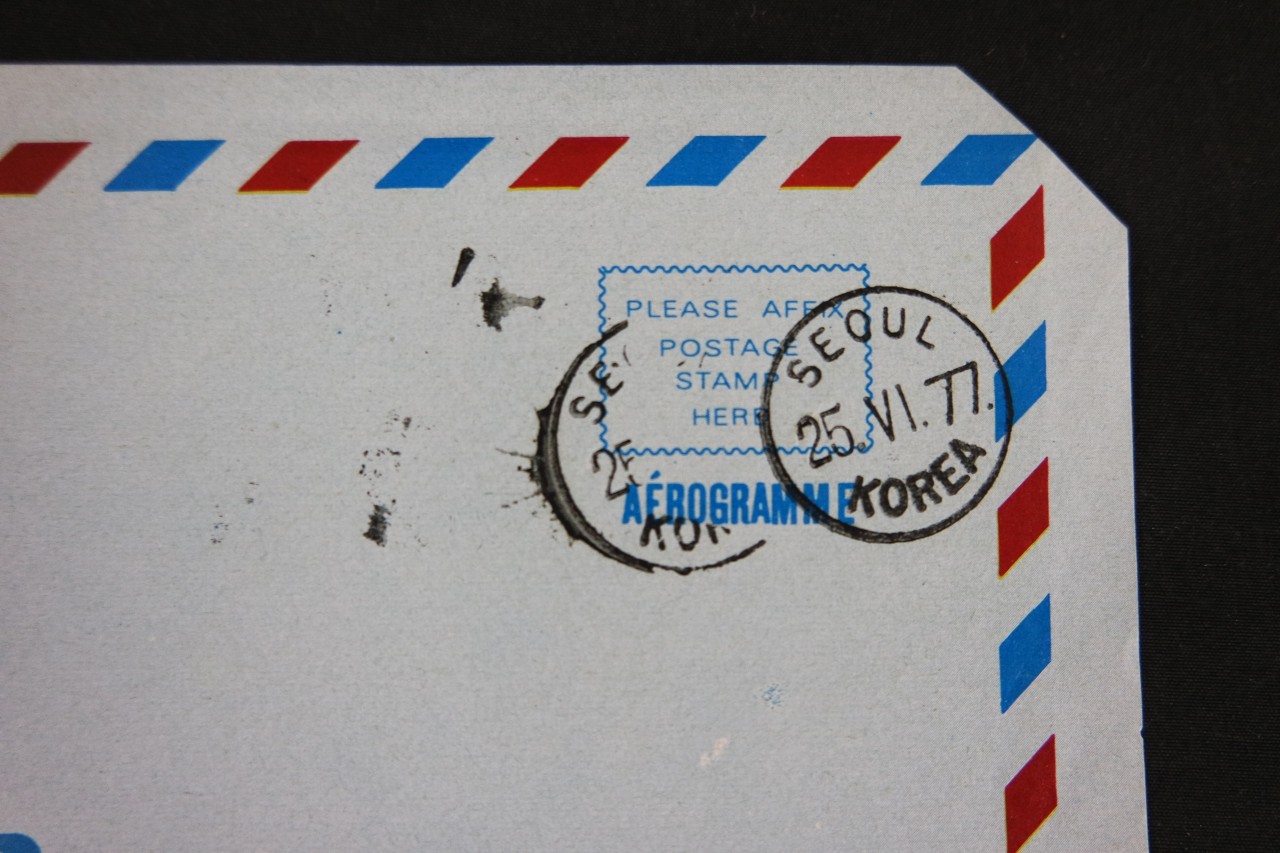 PLEASE AFFIX
POSTAGE
STAMP
HERE
AÉROGRAMME
SEOUL
25.VI.77.
KOREA